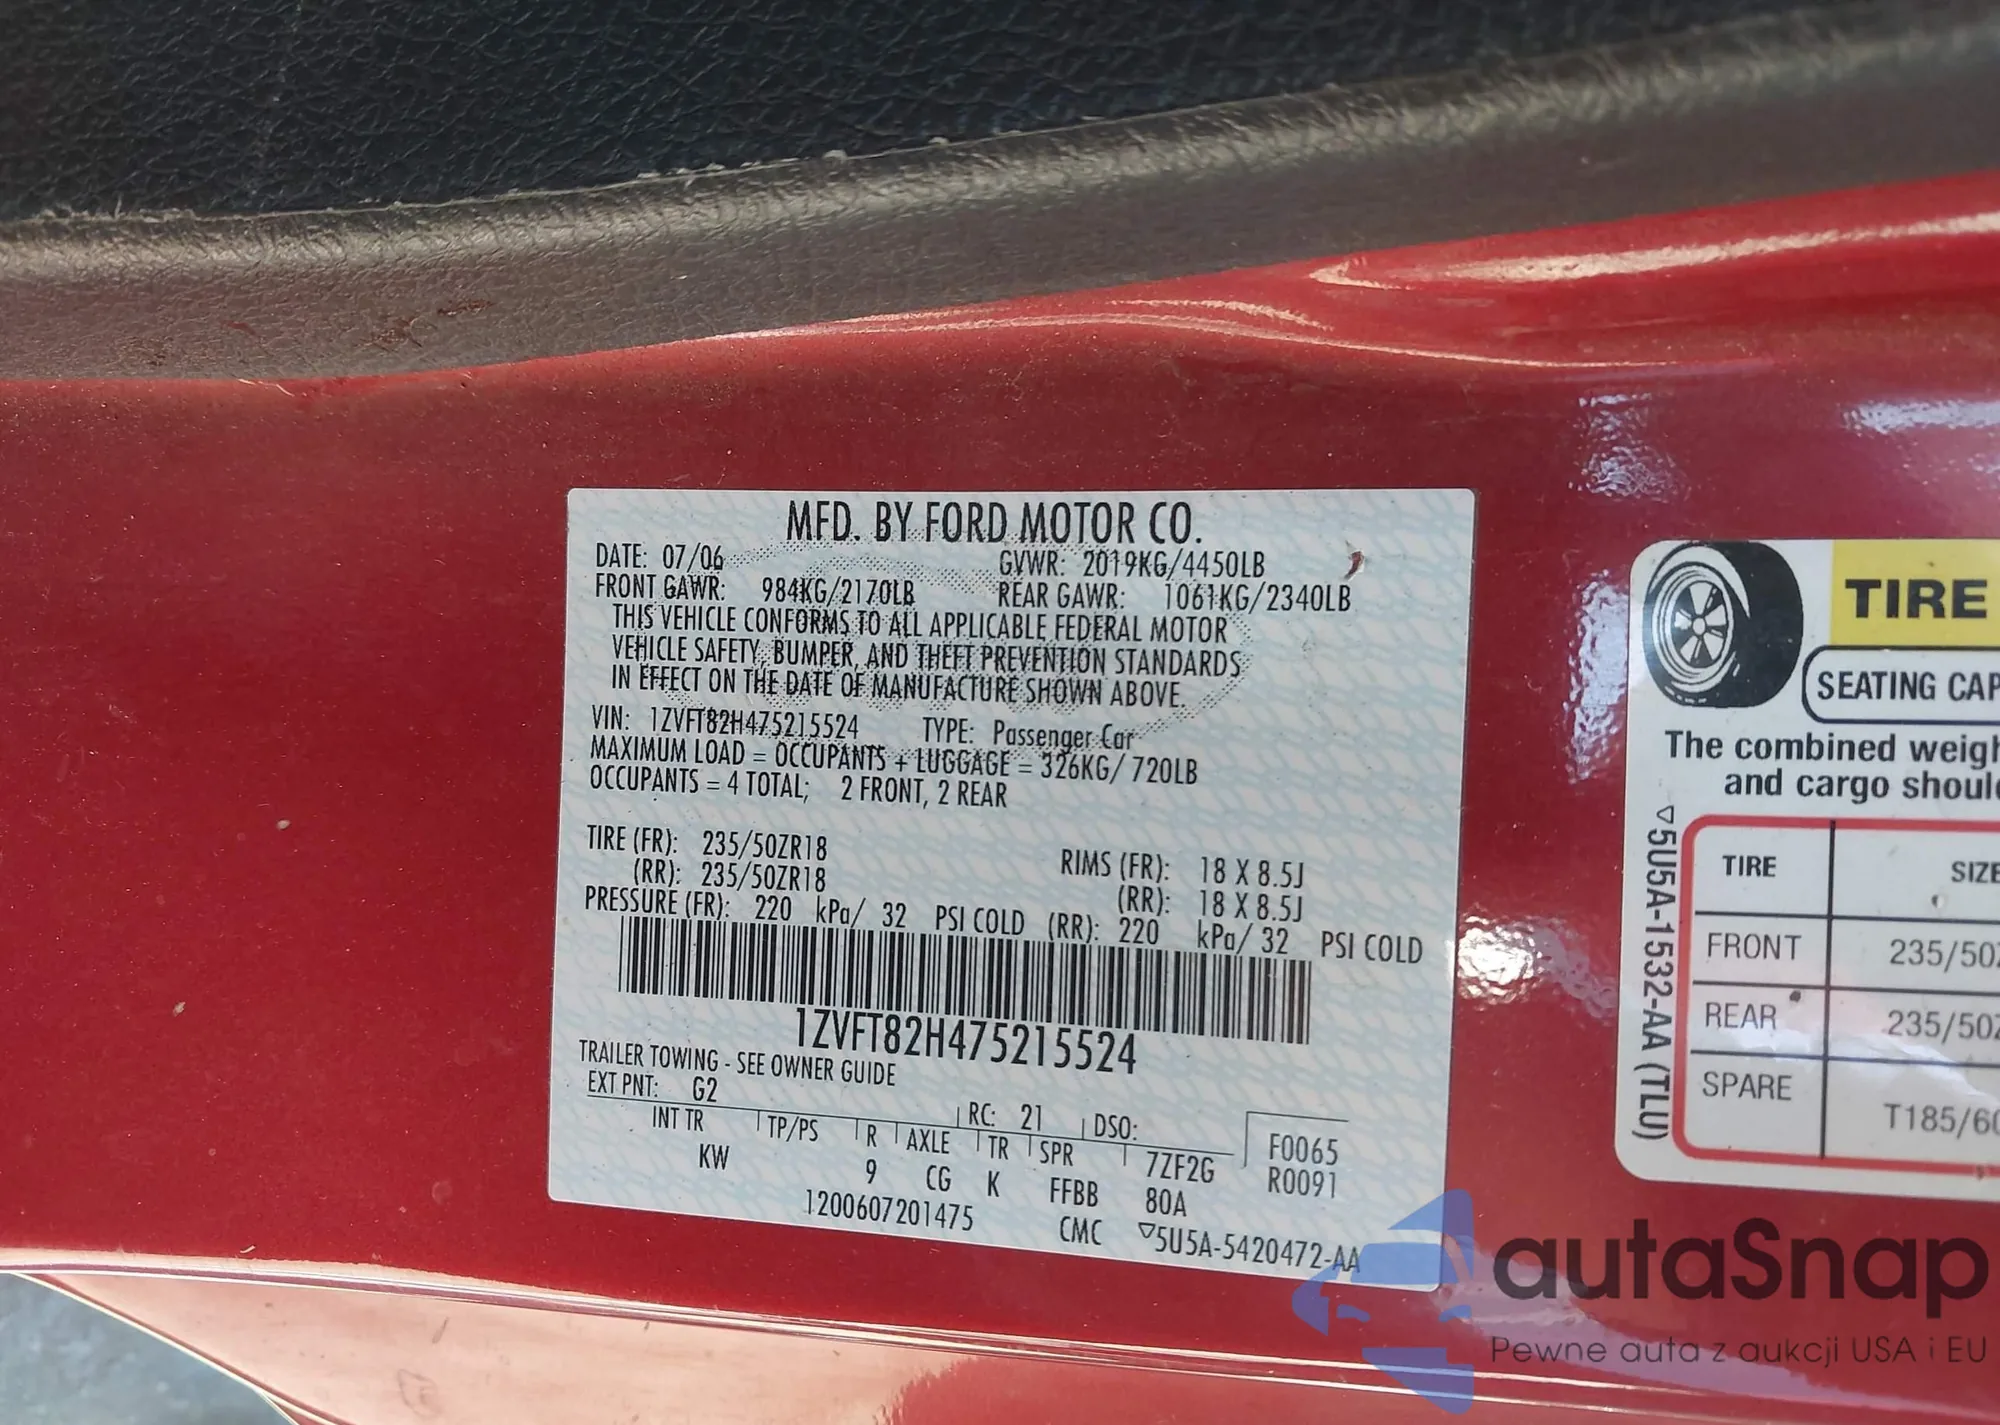 MFD. BY FORD MOTOR CO.
DATE: 07/06 GVWR: 2019KG/4450LB
FRONT GAWR: 984KG/2170LB REAR GAWR: 1061KG/2340LB
THIS VEHICLE CONFORMS TO ALL APPLICABLE FEDERAL MOTOR
VEHICLE SAFETY, BUMPER, AND THEFT PREVENTION STANDARDS
IN EFFECT ON THE DATE OF MANUFACTURE SHOWN ABOVE.
VIN: 1ZVFT82H475215524 TYPE: Passenger Car
MAXIMUM LOAD = OCCUPANTS + LUGGAGE = 326KG/ 720LB
OCCUPANTS = 4 TOTAL; 2 FRONT, 2 REAR
TIRE (FR): 235/50ZR18 RIMS (FR): 18 X 8.5J
(RR): 235/50ZR18 (RR): 18 X 8.5J
PRESSURE (FR): 220 kPa/ 32 PSI COLD (RR): 220 kPa/ 32 PSI COLD
1ZVFT82H475215524
TRAILER TOWING - SEE OWNER GUIDE
EXT PNT: G2 RC: 21 DSO: F0065
INT TR TP/PS R AXLE TR SPR 7ZF2G R0091
KW 9 CG K FFBB 80A
1200607201475 CMC ▽5U5A-5420472-AA
TIRE
SEATING CAP
The combined weigh
and cargo should
▽5U5A-1532-AA (TLU)
TIRE SIZE
FRONT 235/50Z
REAR 235/50Z
SPARE T185/60
autaSnap
Pewne auta z aukcji USA i EU